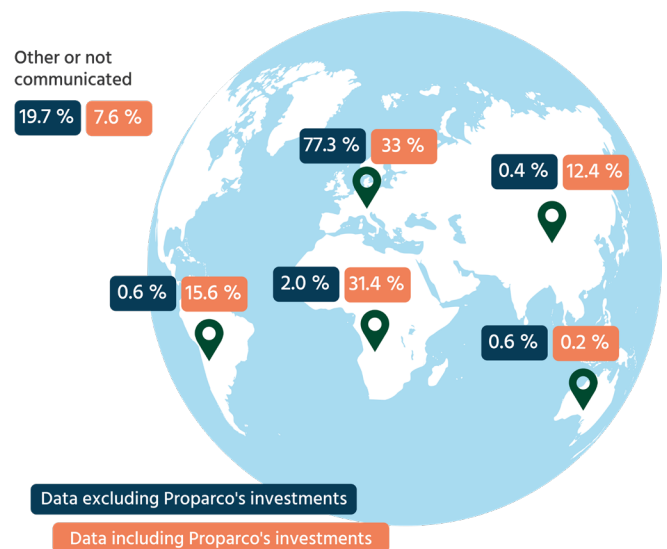 Other or not
communicated
19.7 % 7.6 %
77.3 % 33 %
0.4 % 12.4 %
0.6 % 15.6 %
2.0 % 31.4 %
0.6 % 0.2 %
Data excluding Proparco's investments
Data including Proparco's investments